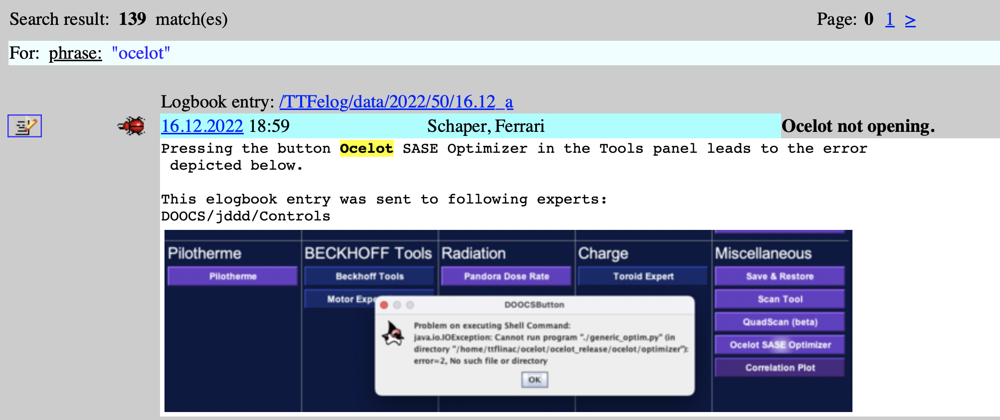 Search result: 139 match(es) Page: 0 1 >
For: phrase: "ocelot"
Logbook entry: /TTFelog/data/2022/50/16.12_a
16.12.2022 18:59 Schaper, Ferrari Ocelot not opening.
Pressing the button Ocelot SASE Optimizer in the Tools panel leads to the error
depicted below.
This elogbook entry was sent to following experts:
DOOCS/jddd/Controls
Pilotherme BECKHOFF Tools Radiation Charge Miscellaneous
Pilotherme Beckhoff Tools Pandora Dose Rate Toroid Expert Save & Restore
Motor Expe Scan Tool
QuadScan (beta)
Ocelot SASE Optimizer
Correlation Plot
DOOCSButton
Problem on executing Shell Command:
java.io.IOException: Cannot run program "./generic_optim.py" (in
directory "/home/ttflinac/ocelot/ocelot_release/ocelot/optimizer"):
error=2, No such file or directory
OK